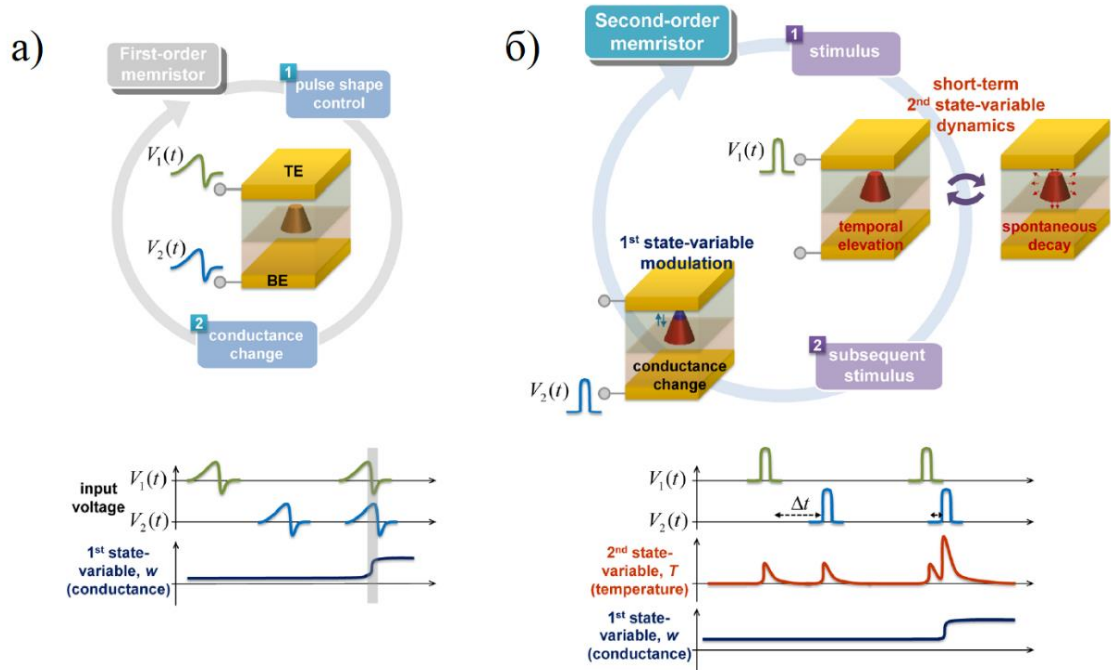 а)
First-order
memristor
1
pulse shape
control
V₁(t)
TE
V₂(t)
BE
2
conductance
change
input
voltage
V₁(t)
V₂(t)
1st state-
variable, w
(conductance)
б)
Second-order
memristor
1
stimulus
short-term
2nd state-variable
dynamics
V₁(t)
temporal
elevation
spontaneous
decay
1st state-variable
modulation
conductance
change
V₂(t)
2
subsequent
stimulus
V₁(t)
V₂(t)
Δt
2nd state-
variable, T
(temperature)
1st state-
variable, w
(conductance)